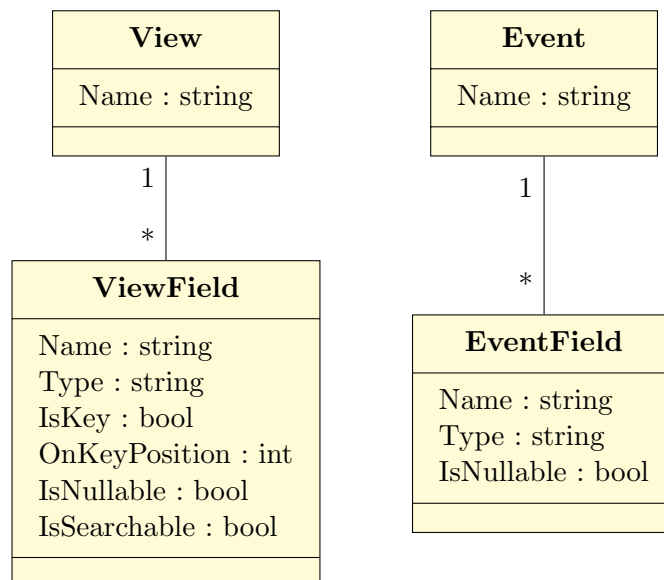 View
Name : string
1
*
ViewField
Name : string
Type : string
IsKey : bool
OnKeyPosition : int
IsNullable : bool
IsSearchable : bool
Event
Name : string
1
*
EventField
Name : string
Type : string
IsNullable : bool